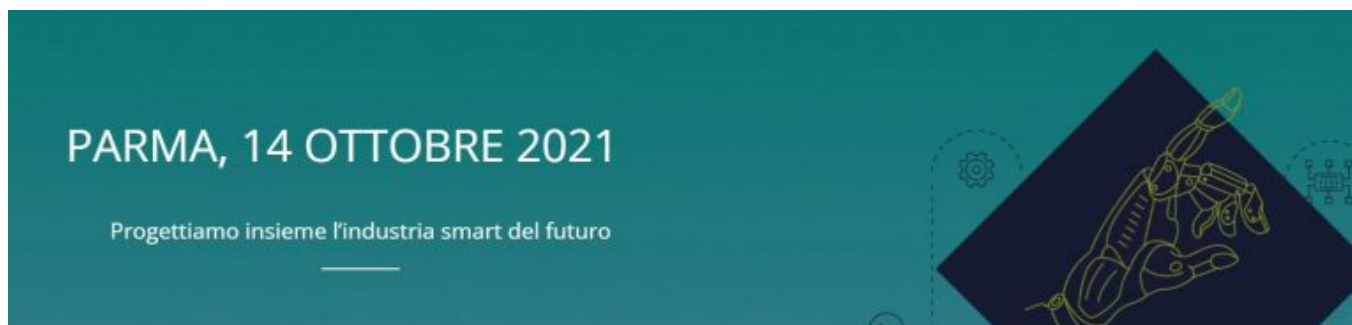 PARMA, 14 OTTOBRE 2021
Progettiamo insieme l'industria smart del futuro